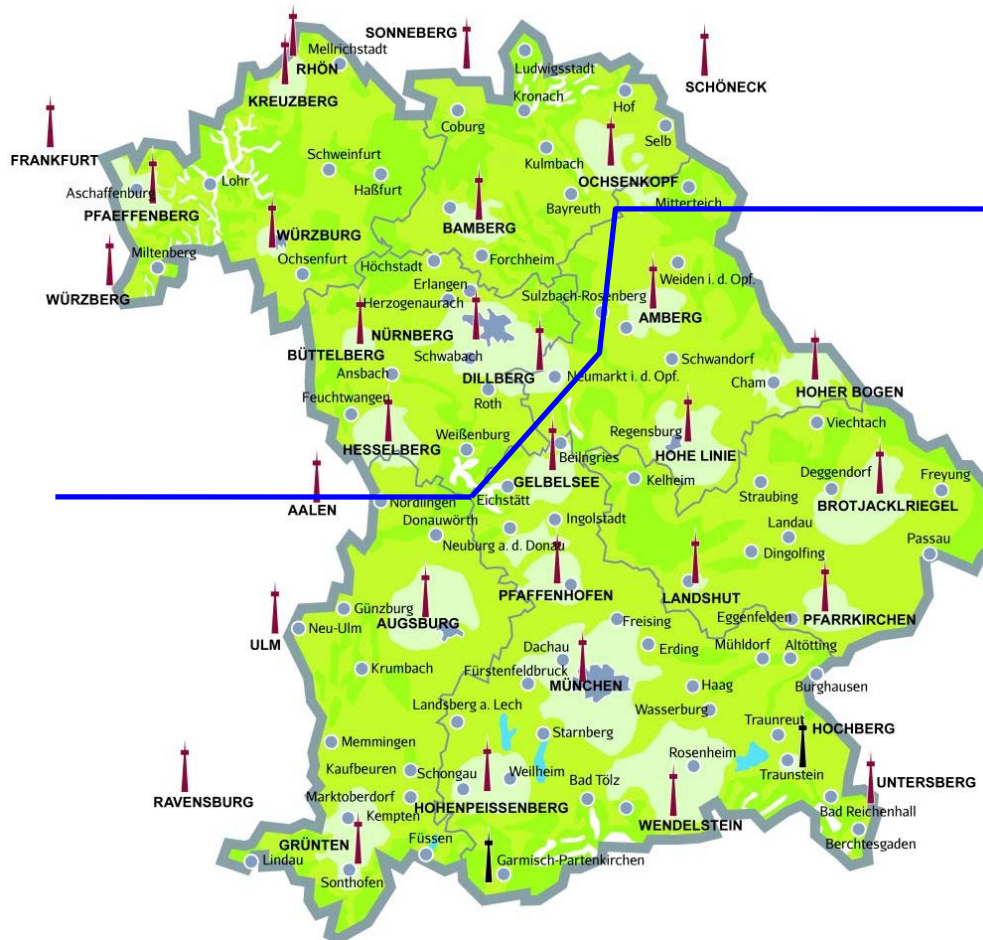 SONNEBERG
Mellrichstadt
RHÖN
Ludwigsstadt
SCHÖNECK
KREUZBERG
Kronach
Hof
Coburg
Selb
FRANKFURT
Schweinfurt
Kulmbach
Haßfurt
OCHSENKOPF
Aschaffenburg
Lohr
Bayreuth
Mitterteich
PFAEFFENBERG
BAMBERG
WÜRZBURG
Miltenberg
Ochsenfurt
Höchstadt
Forchheim
WÜRZBERG
Erlangen
Weiden i. d. Opf.
Herzogenaurach
Sulzbach-Rosenberg
AMBERG
NÜRNBERG
BÜTTELBERG
Schwabach
Schwandorf
Ansbach
DILLBERG
Neumarkt i. d. Opf.
Cham
HOHER BOGEN
Feuchtwangen
Roth
Viechtach
HESSELBERG
Weißenburg
Regensburg
Beilngries
HOHE LINIE
Deggendorf
Freyung
GELBELSEE
Kelheim
Straubing
AALEN
Nördlingen
Eichstätt
BROTJACKLRIEGEL
Donauwörth
Ingolstadt
Landau
Neuburg a. d. Donau
Dingolfing
Passau
PFAFFENHOFEN
LANDSHUT
Günzburg
AUGSBURG
Freising
Eggenfelden
PFARRKIRCHEN
ULM
Neu-Ulm
Dachau
Erding
Mühldorf
Altötting
Krumbach
Fürstenfeldbruck
MÜNCHEN
Haag
Burghausen
Landsberg a. Lech
Wasserburg
Memmingen
Starnberg
Traunreut
HOCHBERG
Kaufbeuren
Schongau
Weilheim
Bad Tölz
Rosenheim
Traunstein
UNTERSBERG
RAVENSBURG
Marktoberdorf
HOHENPEISSENBERG
Kempten
WENDELSTEIN
Bad Reichenhall
GRÜNTEN
Füssen
Berchtesgaden
Lindau
Sonthofen
Garmisch-Partenkirchen